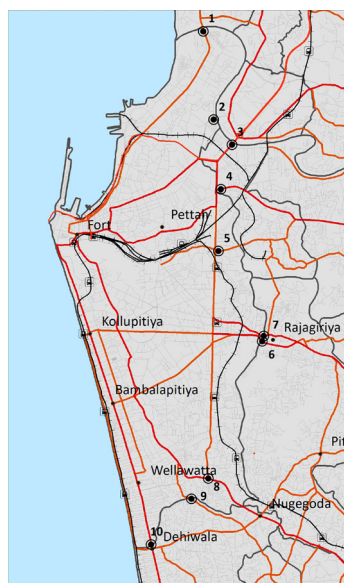 1
2
3
4
Pettah
Fort
5
Kollupitiya
7
Rajagiriya
6
Bambalapitiya
Pit
Wellawatta
8
9
Nugegoda
10
Dehiwala